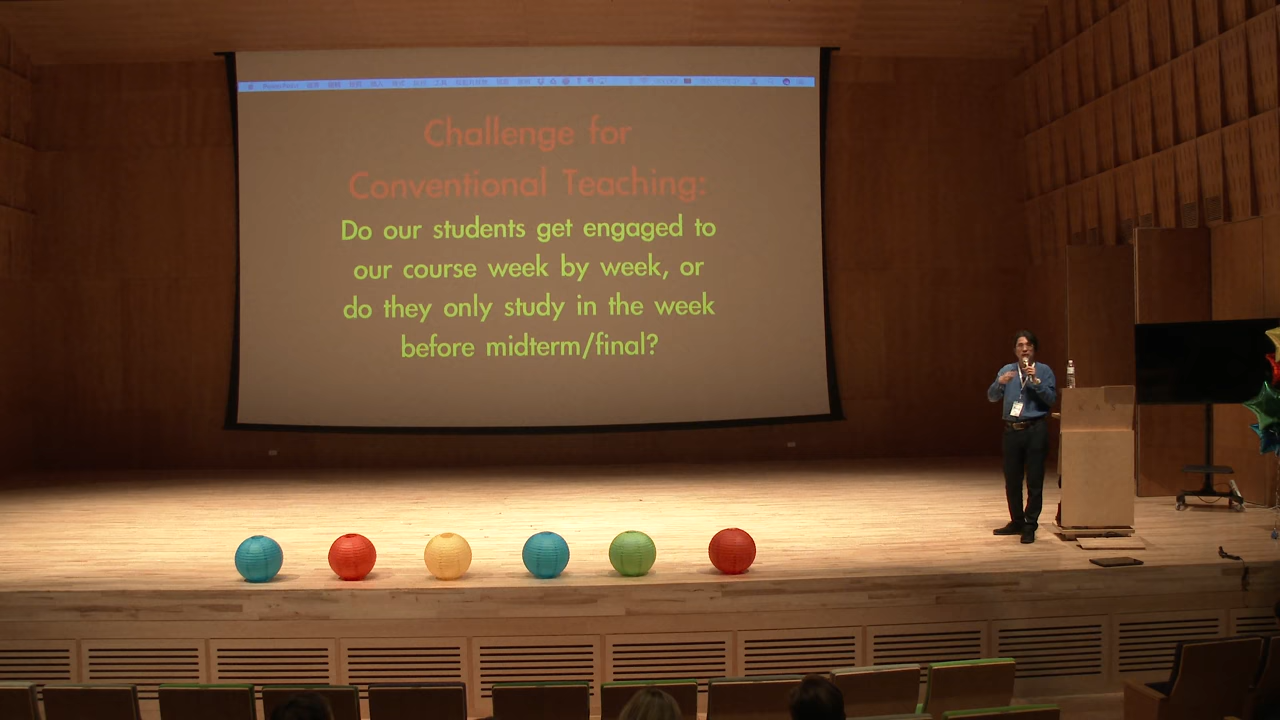 Challenge for
Conventional Teaching:
Do our students get engaged to
our course week by week, or
do they only study in the week
before midterm/final?